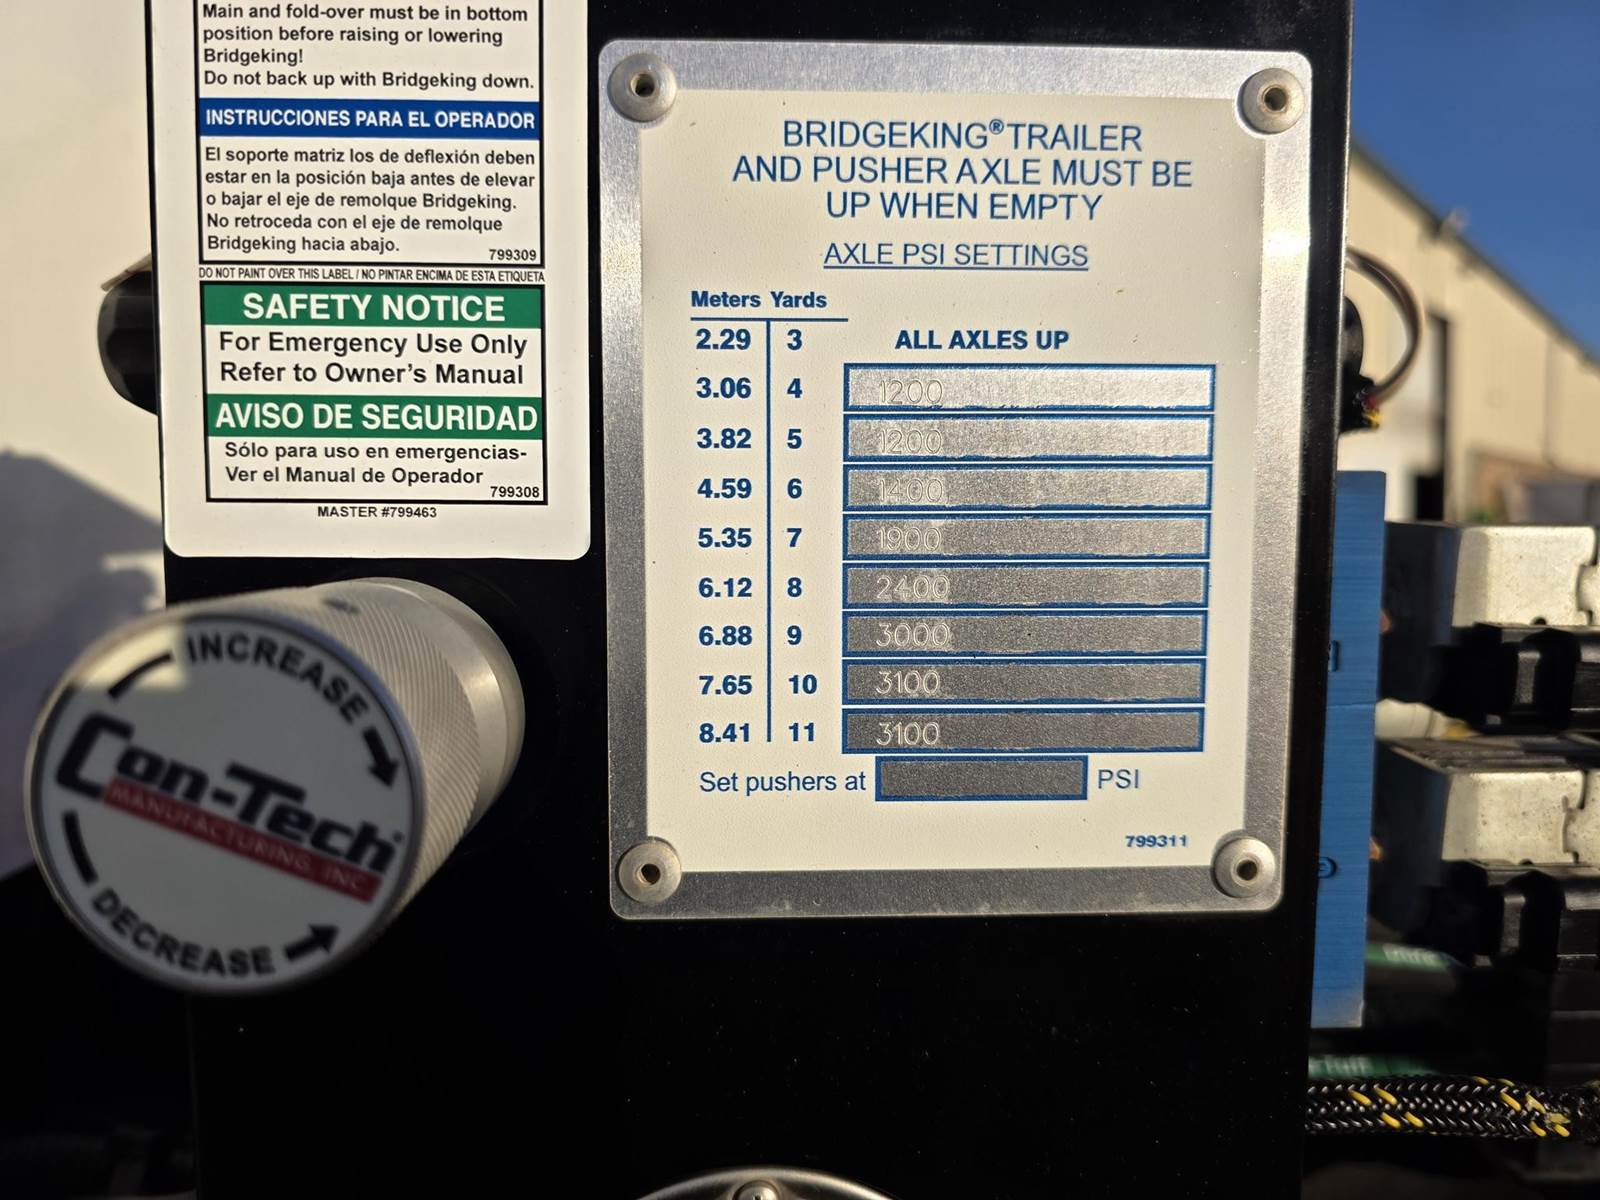 Main and fold-over must be in bottom
position before raising or lowering
Bridgeking!
Do not back up with Bridgeking down.
INSTRUCCIONES PARA EL OPERADOR
El soporte matriz los de deflexión deben
estar en la posición baja antes de elevar
o bajar el eje de remolque Bridgeking.
No retroceda con el eje de remolque
Bridgeking hacia abajo.
799309
DO NOT PAINT OVER THIS LABEL / NO PINTAR ENCIMA DE ESTA ETIQUETA
SAFETY NOTICE
For Emergency Use Only
Refer to Owner's Manual
AVISO DE SEGURIDAD
Sólo para uso en emergencias-
Ver el Manual de Operador
799308
MASTER #799463
INCREASE
Con-Tech
MANUFACTURING, INC
DECREASE
BRIDGEKING® TRAILER
AND PUSHER AXLE MUST BE
UP WHEN EMPTY
AXLE PSI SETTINGS
Meters Yards
2.29 3 ALL AXLES UP
3.06 4 1200
3.82 5 1200
4.59 6 1400
5.35 7 1900
6.12 8 2400
6.88 9 3000
7.65 10 3100
8.41 11 3100
Set pushers at PSI
799311